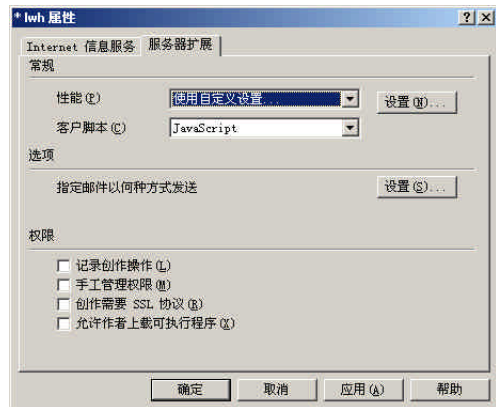 * lwh 属性
Internet 信息服务 服务器扩展
常规
性能(P) 使用自定义设置... 设置(N)...
客户脚本(C) JavaScript
选项
指定邮件以何种方式发送 设置(S)...
权限
记录创作操作(L)
手工管理权限(M)
创作需要 SSL 协议(R)
允许作者上载可执行程序(X)
确定 取消 应用(A) 帮助